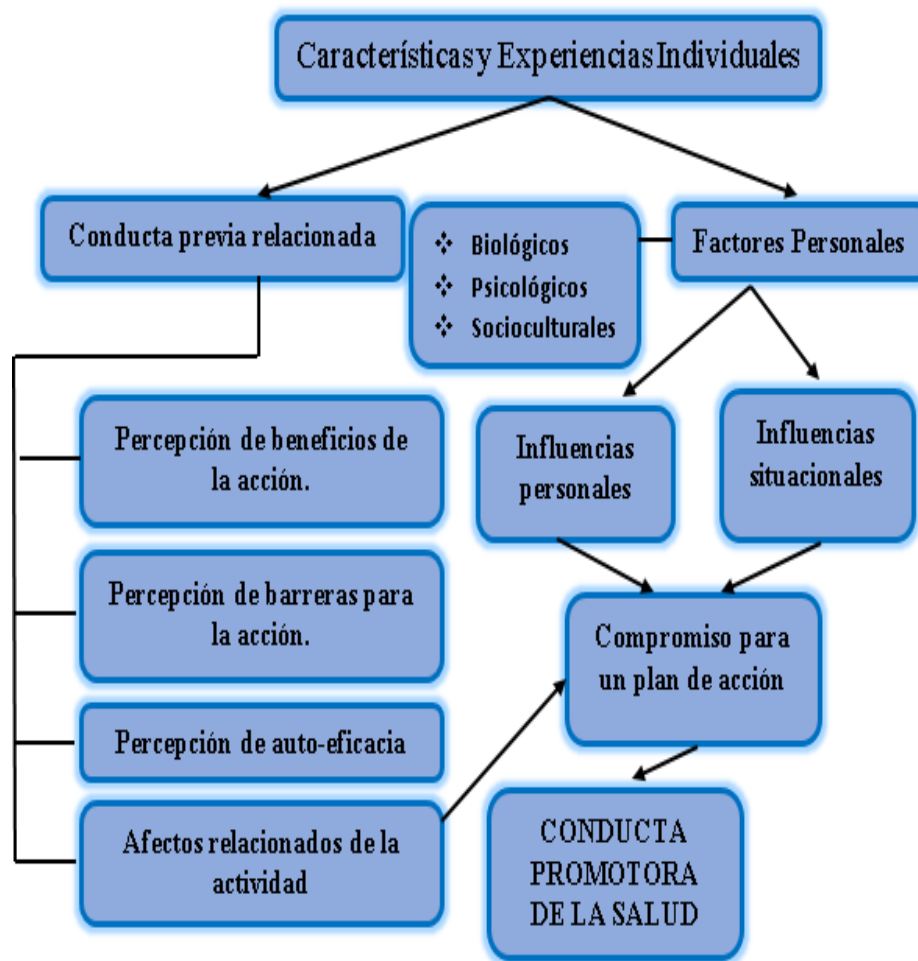 Características y Experiencias Individuales
Conducta previa relacionada
❖ Biológicos
❖ Psicológicos
❖ Socioculturales
Factores Personales
Percepción de beneficios de
la acción.
Influencias
personales
Influencias
situacionales
Percepción de barreras para
la acción.
Compromiso para
un plan de acción
Percepción de auto-eficacia
Afectos relacionados de la
actividad
CONDUCTA
PROMOTORA
DE LA SALUD